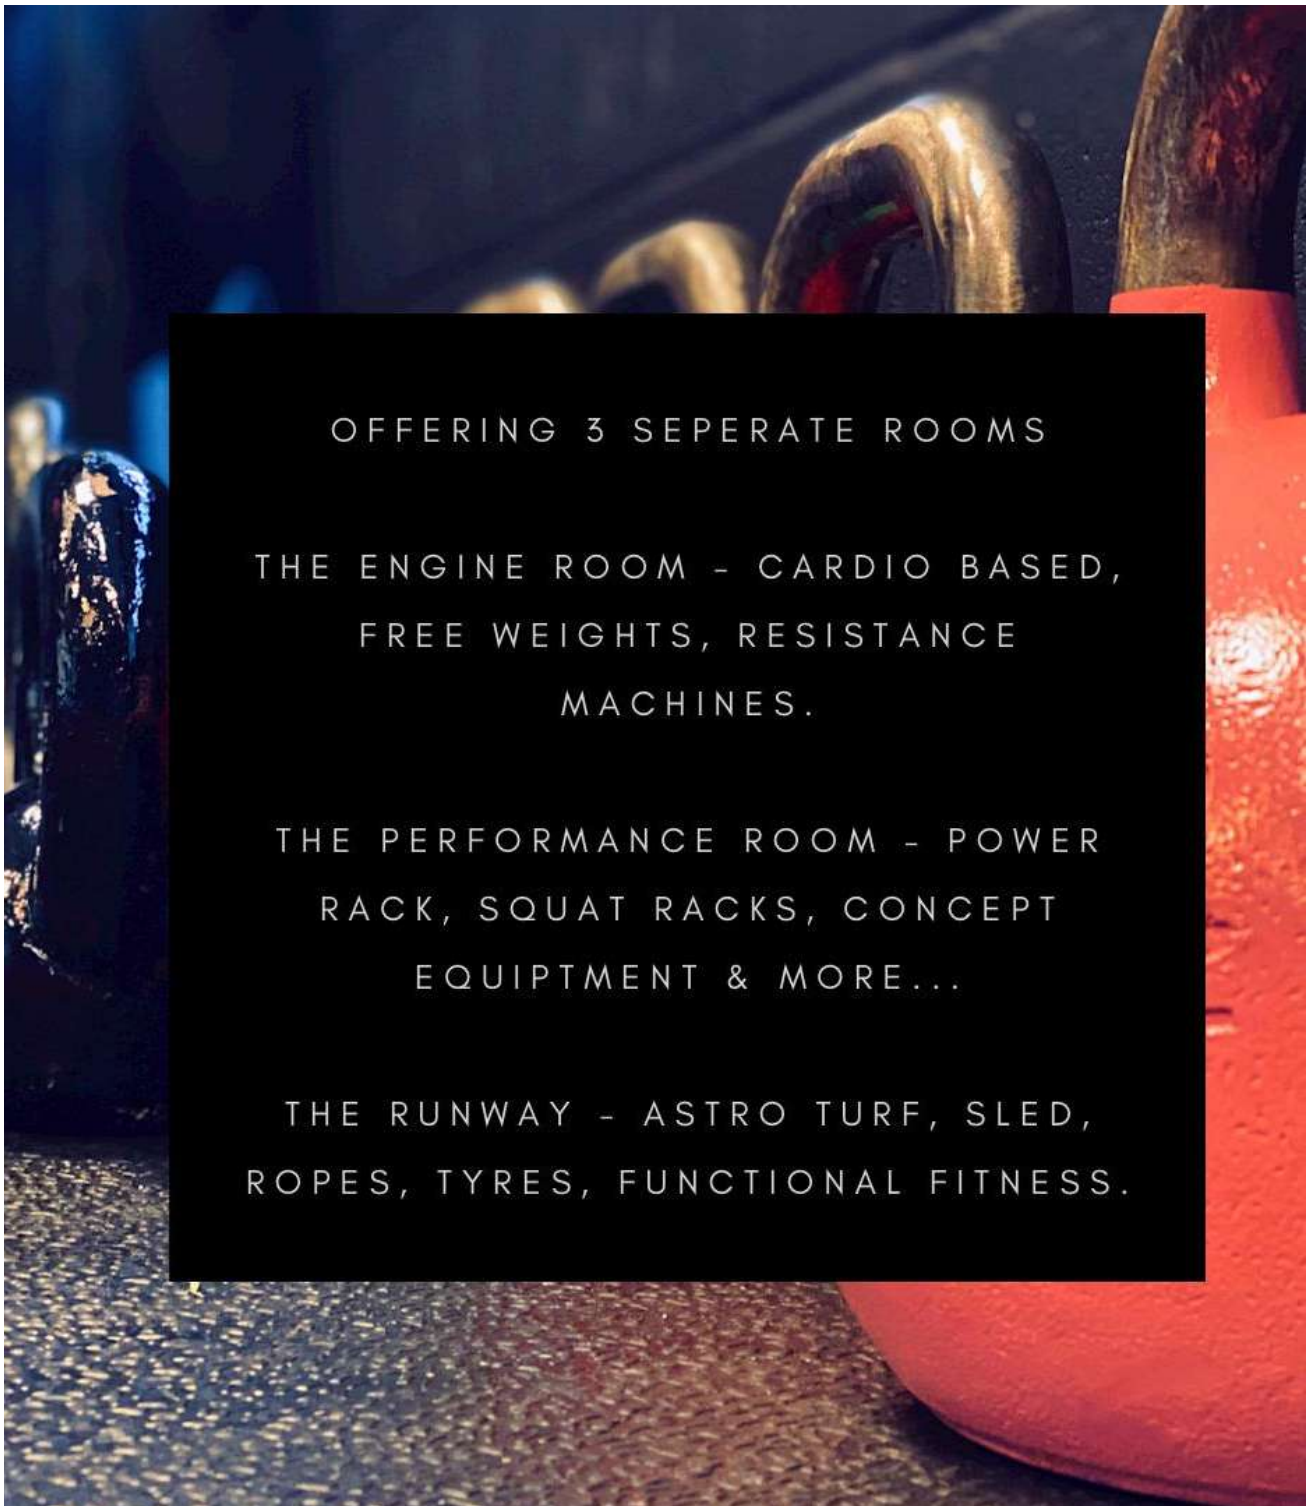 OFFERING 3 SEPERATE ROOMS
THE ENGINE ROOM - CARDIO BASED,
FREE WEIGHTS, RESISTANCE
MACHINES.
THE PERFORMANCE ROOM - POWER
RACK, SQUAT RACKS, CONCEPT
EQUIPTMENT & MORE...
THE RUNWAY - ASTRO TURF, SLED,
ROPES, TYRES, FUNCTIONAL FITNESS.